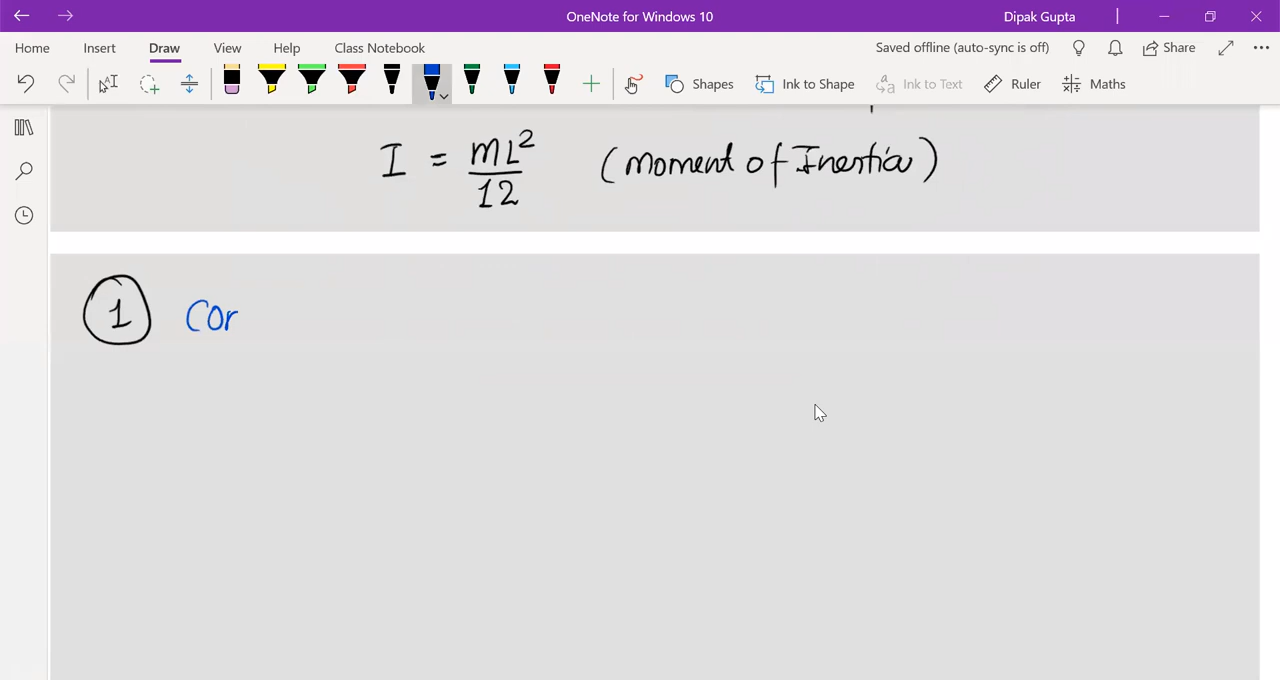 OneNote for Windows 10
Dipak Gupta
Home Insert Draw View Help Class Notebook
Saved offline (auto-sync is off) Share
Shapes Ink to Shape Ink to Text Ruler Maths
I = mL²/12 (moment of Inertia)
1 Cor